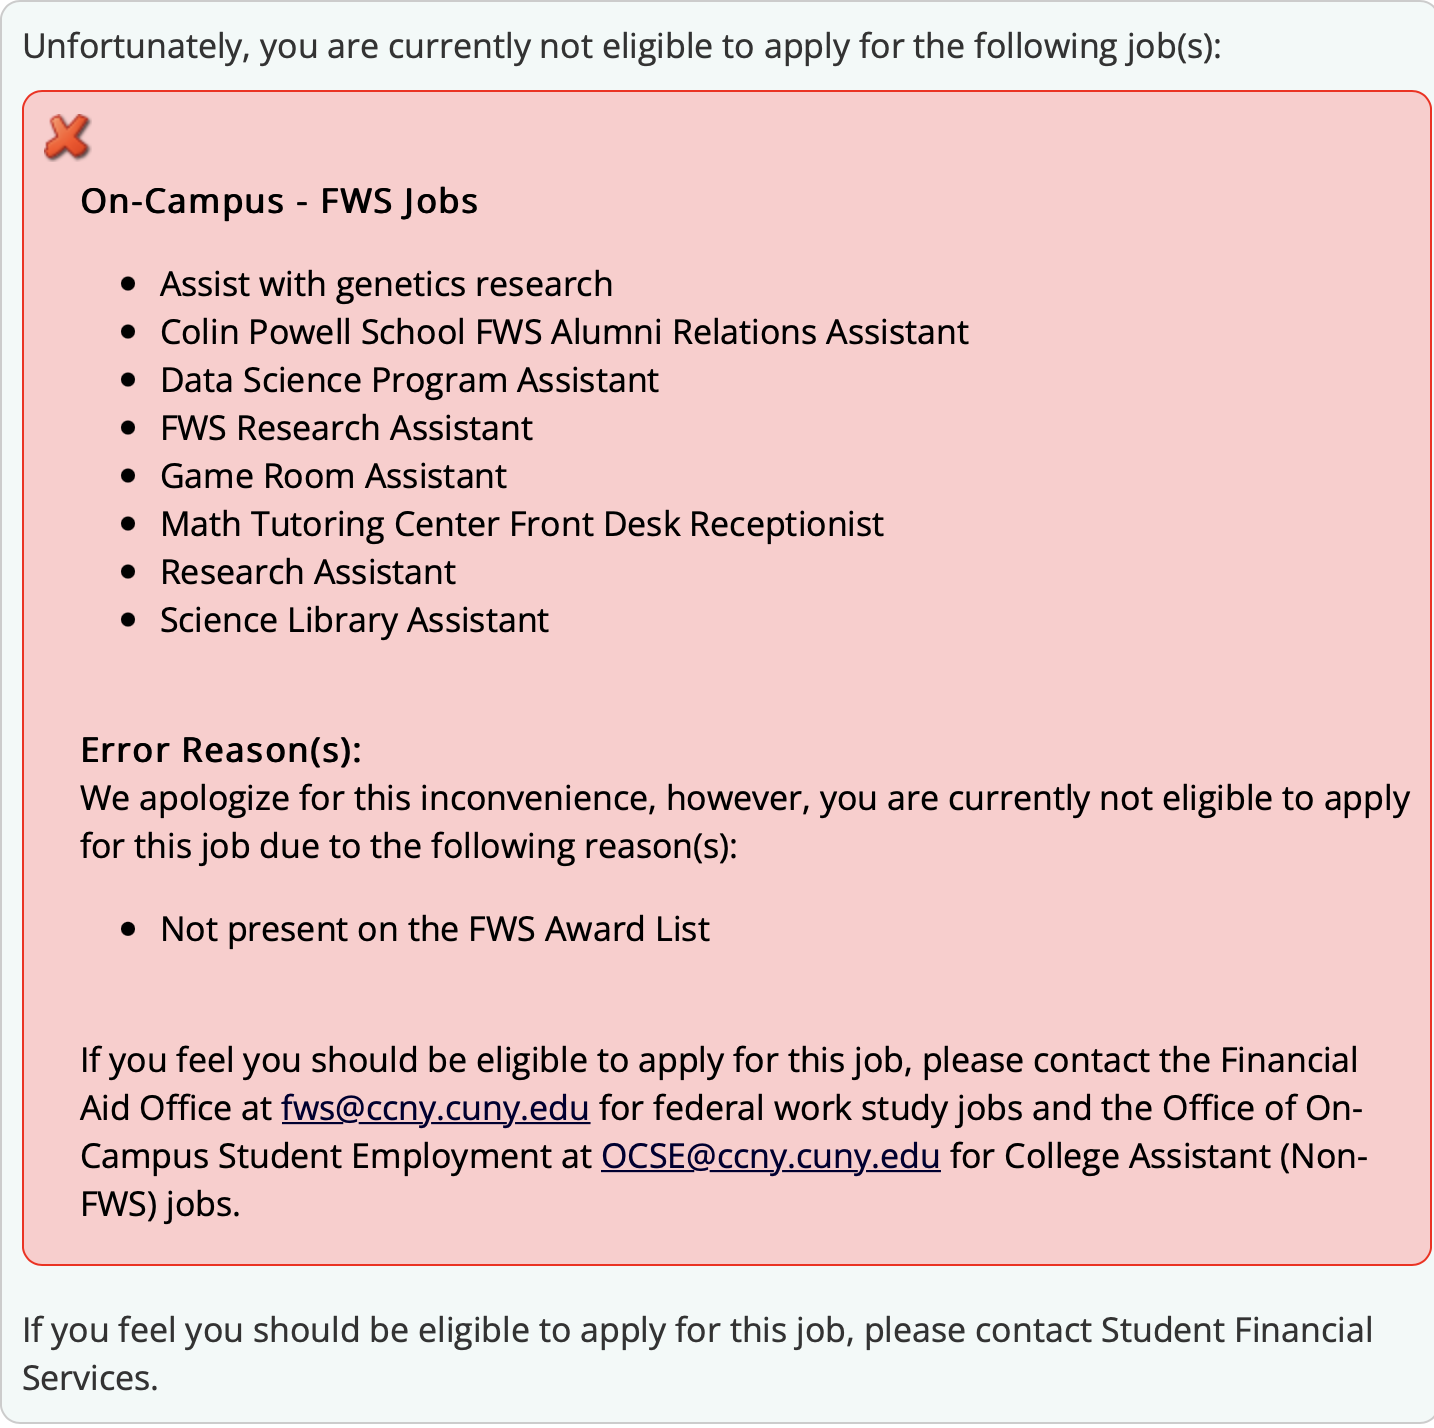 Unfortunately, you are currently not eligible to apply for the following job(s):
On-Campus - FWS Jobs
• Assist with genetics research
• Colin Powell School FWS Alumni Relations Assistant
• Data Science Program Assistant
• FWS Research Assistant
• Game Room Assistant
• Math Tutoring Center Front Desk Receptionist
• Research Assistant
• Science Library Assistant
Error Reason(s):
We apologize for this inconvenience, however, you are currently not eligible to apply
for this job due to the following reason(s):
• Not present on the FWS Award List
If you feel you should be eligible to apply for this job, please contact the Financial
Aid Office at fws@ccny.cuny.edu for federal work study jobs and the Office of On-
Campus Student Employment at OCSE@ccny.cuny.edu for College Assistant (Non-
FWS) jobs.
If you feel you should be eligible to apply for this job, please contact Student Financial
Services.